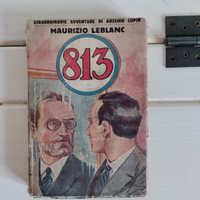 STRAORDINARIE AVVENTURE DI ARSENIO LUPIN
MAURIZIO LEBLANC
813